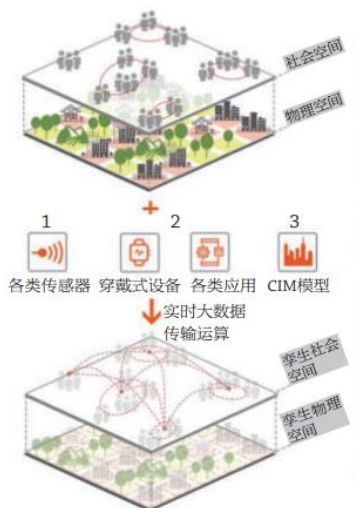 社会空间
物理空间
+
1 2 3
各类传感器 穿戴式设备 各类应用 CIM模型
实时大数据
传输运算
孪生社会
空间
孪生物理
空间